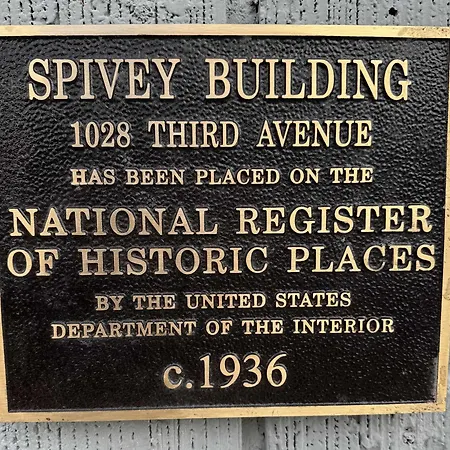 SPIVEY BUILDING
1028 THIRD AVENUE
HAS BEEN PLACED ON THE
NATIONAL REGISTER
OF HISTORIC PLACES
BY THE UNITED STATES
DEPARTMENT OF THE INTERIOR
c.1936